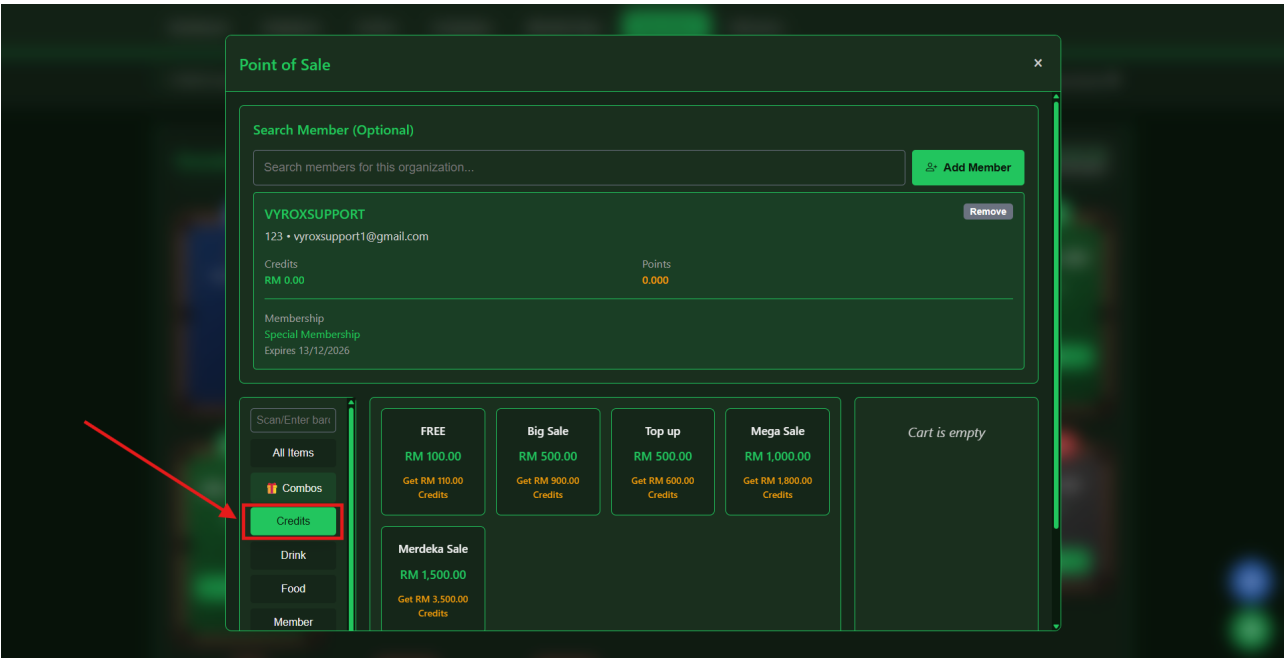 Point of Sale
×
Search Member (Optional)
Search members for this organization...
Add Member
VYROXSUPPORT
Remove
123 • vyroxsupport1@gmail.com
Credits
RM 0.00
Points
0.000
Membership
Special Membership
Expires 13/12/2026
Scan/Enter barc
All Items
Combos
Credits
Drink
Food
Member
FREE
RM 100.00
Get RM 110.00
Credits
Big Sale
RM 500.00
Get RM 900.00
Credits
Top up
RM 500.00
Get RM 600.00
Credits
Mega Sale
RM 1,000.00
Get RM 1,800.00
Credits
Merdeka Sale
RM 1,500.00
Get RM 3,500.00
Credits
Cart is empty